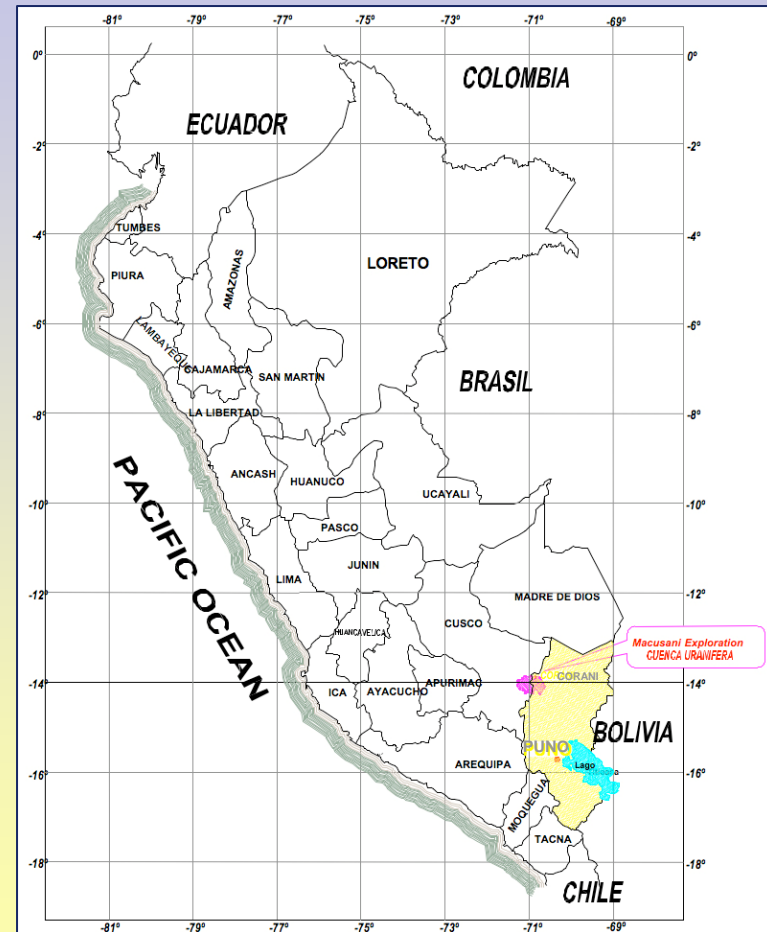 -81° -79° -77° -75° -73° -71° -69°
0° 0°
COLOMBIA
ECUADOR
-2° -2°
TUMBES
-4° -4°
LORETO
PIURA
AMAZONAS
-6° -6°
LAMBAYEQUE
CAJAMARCA
SAN MARTIN
BRASIL
-8° -8°
LA LIBERTAD
ANCASH
HUANUCO
UCAYALI
-10° -10°
PACIFIC OCEAN
PASCO
JUNIN
LIMA
-12° -12°
MADRE DE DIOS
CUSCO
HUANCAVELICA
Macusani Exploration
CUENCA URANIFERA
-14° -14°
CORANI
APURIMAC
ICA
AYACUCHO
BOLIVIA
PUNO
AREQUIPA
Lago
-16° -16°
MOQUEGUA
TACNA
-18° -18°
CHILE
-81° -79° -77° -75° -73° -71° -69°